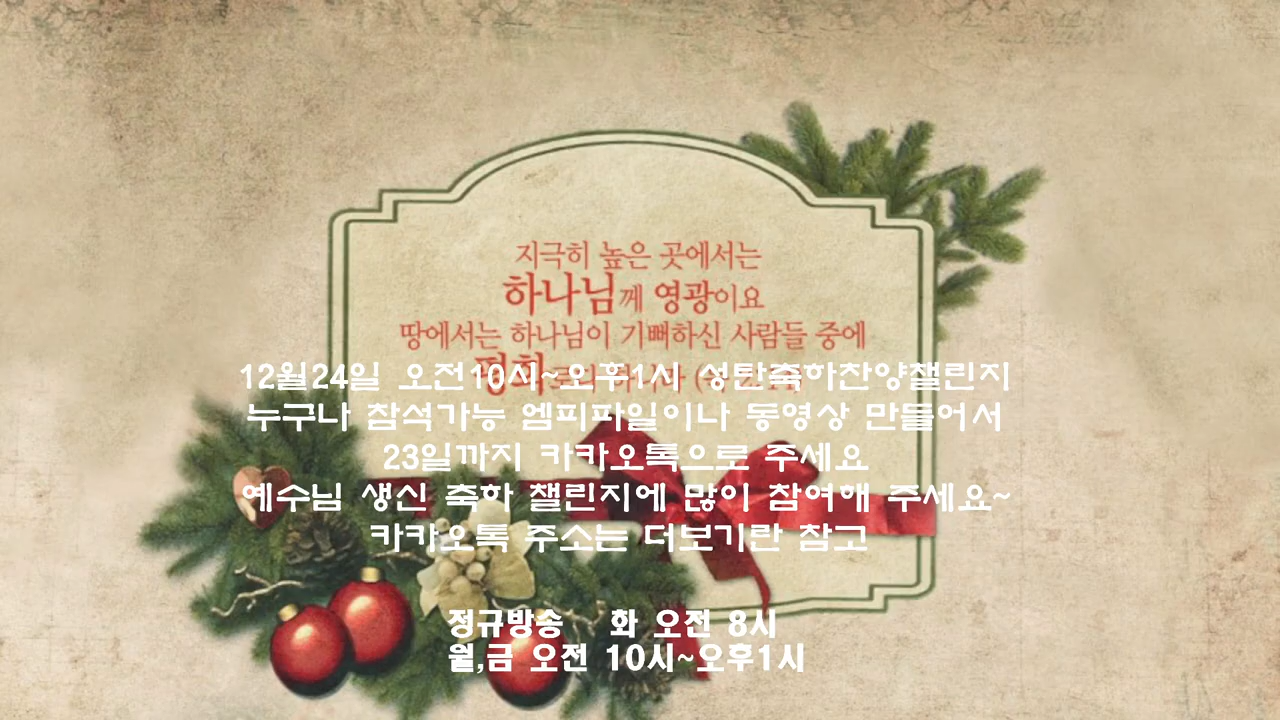 지극히 높은 곳에서는
하나님께 영광이요
땅에서는 하나님이 기뻐하신 사람들 중에
평화로다
12월24일 오전10시~오후1시 성탄축하찬양챌린지
누구나 참석가능 엠피파일이나 동영상 만들어서
23일까지 카카오톡으로 주세요
예수님 생신 축하 챌린지에 많이 참여해 주세요~
카카오톡 주소는 더보기란 참고
정규방송 화 오전 8시
월,금 오전 10시~오후1시